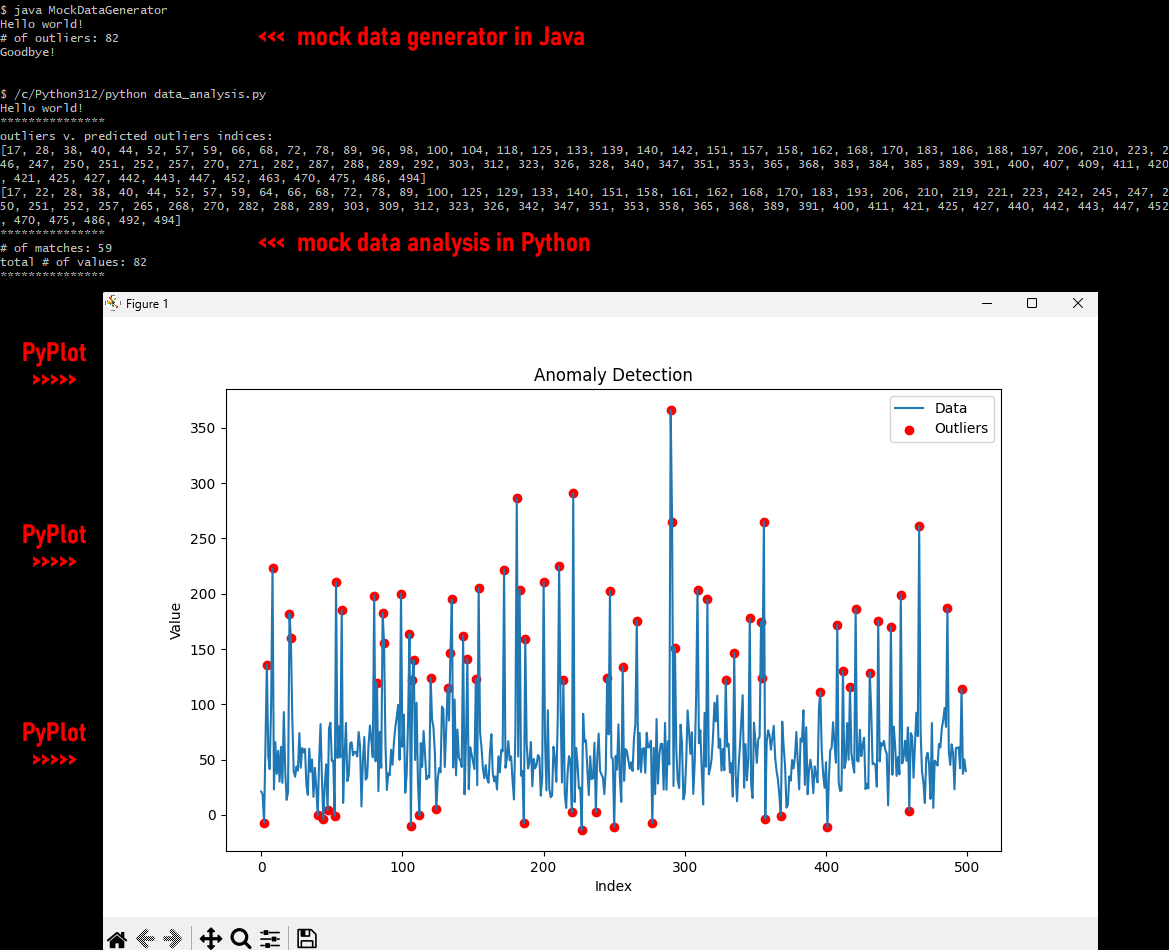 $ java MockDataGenerator
Hello world!
# of outliers: 82
<<< mock data generator in Java
Goodbye!
$ /c/Python312/python data_analysis.py
Hello world!
***************
outliers v. predicted outliers indices:
[17, 28, 38, 40, 44, 52, 57, 59, 66, 68, 72, 78, 89, 96, 98, 100, 104, 118, 125, 133, 139, 140, 142, 151, 157, 158, 162, 168, 170, 183, 186, 188, 197, 206, 210, 223, 2
46, 247, 250, 251, 252, 257, 270, 271, 282, 287, 288, 289, 292, 303, 312, 323, 326, 328, 340, 347, 351, 353, 365, 368, 383, 384, 385, 389, 391, 400, 407, 409, 411, 420
, 421, 425, 427, 442, 443, 447, 452, 463, 470, 475, 486, 494]
[17, 22, 28, 38, 40, 44, 52, 57, 59, 64, 66, 68, 72, 78, 89, 100, 125, 129, 133, 140, 151, 158, 161, 162, 168, 170, 183, 193, 206, 210, 219, 221, 223, 242, 245, 247, 2
50, 251, 252, 257, 265, 268, 270, 282, 288, 289, 303, 309, 312, 323, 326, 342, 347, 351, 353, 358, 365, 368, 389, 391, 400, 411, 421, 425, 427, 440, 442, 443, 447, 452
, 470, 475, 486, 492, 494]
***************
<<< mock data analysis in Python
# of matches: 59
total # of values: 82
***************
Figure 1
PyPlot
>>>>>
Anomaly Detection
Data
Outliers
350
300
250
PyPlot
>>>>>
200
150
Value
100
PyPlot
>>>>>
50
0
0 100 200 300 400 500
Index